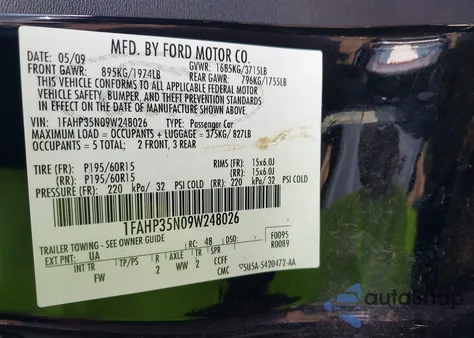 MFD. BY FORD MOTOR CO.
DATE: 05/09 GVWR: 1685KG/3715LB
FRONT GAWR: 895KG/1974LB REAR GAWR: 796KG/1755LB
THIS VEHICLE CONFORMS TO ALL APPLICABLE FEDERAL MOTOR
VEHICLE SAFETY, BUMPER, AND THEFT PREVENTION STANDARDS
IN EFFECT ON THE DATE OF MANUFACTURE SHOWN ABOVE.
VIN: 1FAHP35N09W248026 TYPE: Passenger Car
MAXIMUM LOAD = OCCUPANTS + LUGGAGE = 375KG/ 827LB
OCCUPANTS = 5 TOTAL; 2 FRONT, 3 REAR
TIRE (FR) P195/60R15 RIMS (FR): 15x6.0J
(RR): P195/60R15 (RR): 15x6.0J
PRESSURE (FR): 220 kPa/ 32 PSI COLD (RR): 220 kPa/ 32 PSI COLD
1FAHP35N09W248026
TRAILER TOWING - SEE OWNER GUIDE F0095
EXT PNT: UA RC: 48 DSO: R0089
INT TR TP/PS R AXLE TR SPR
FW 2 2 CCFF
CMC 5U5A-5420472-AA
autosnap